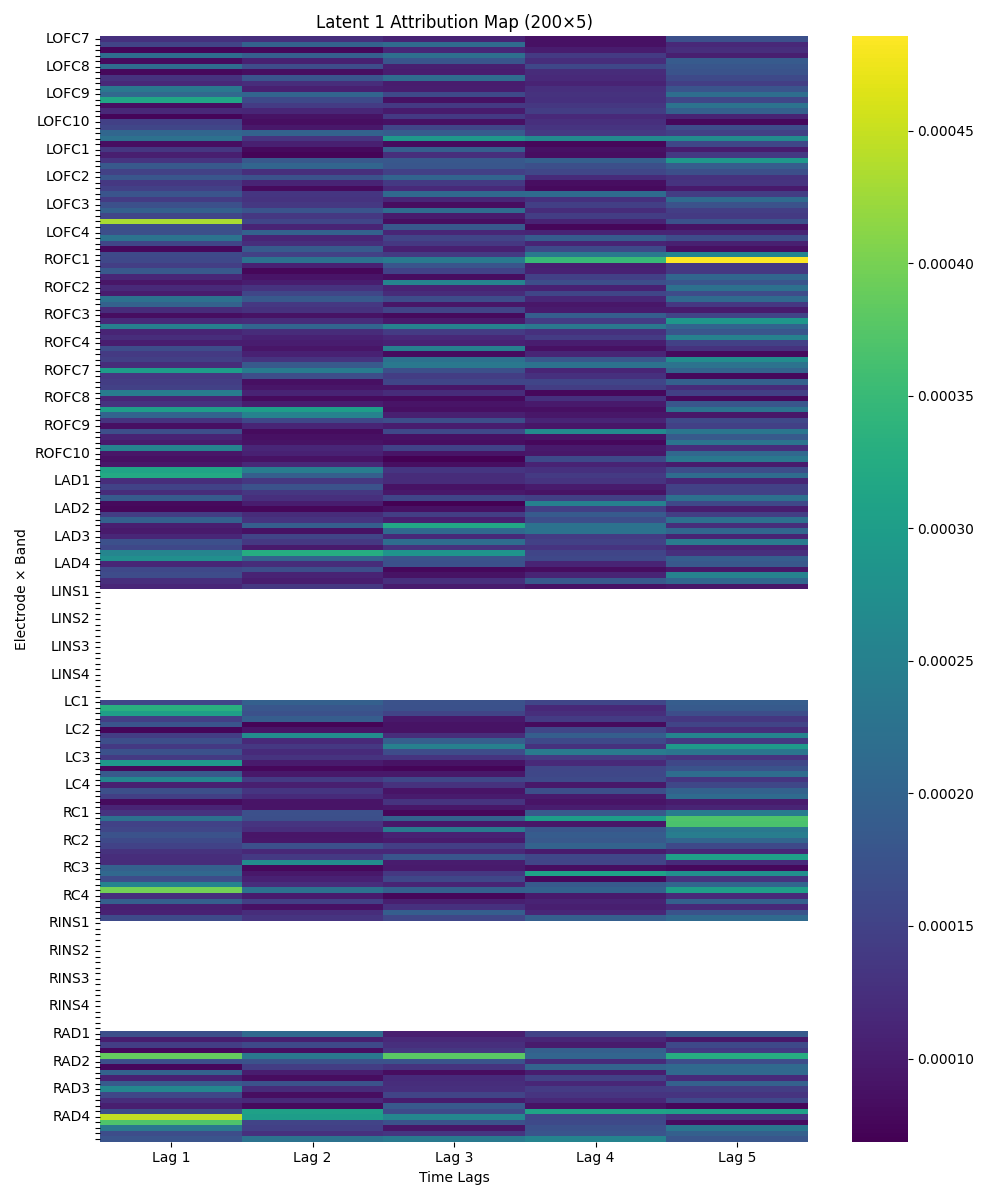 Latent 1 Attribution Map (200×5)
LOFC7
LOFC8
LOFC9
LOFC10
LOFC1
LOFC2
LOFC3
LOFC4
ROFC1
ROFC2
ROFC3
ROFC4
ROFC7
ROFC8
ROFC9
ROFC10
LAD1
LAD2
LAD3
LAD4
LINS1
LINS2
LINS3
LINS4
LC1
LC2
LC3
LC4
RC1
RC2
RC3
RC4
RINS1
RINS2
RINS3
RINS4
RAD1
RAD2
RAD3
RAD4
Electrode × Band
Lag 1 Lag 2 Lag 3 Lag 4 Lag 5
Time Lags
0.00045
0.00040
0.00035
0.00030
0.00025
0.00020
0.00015
0.00010